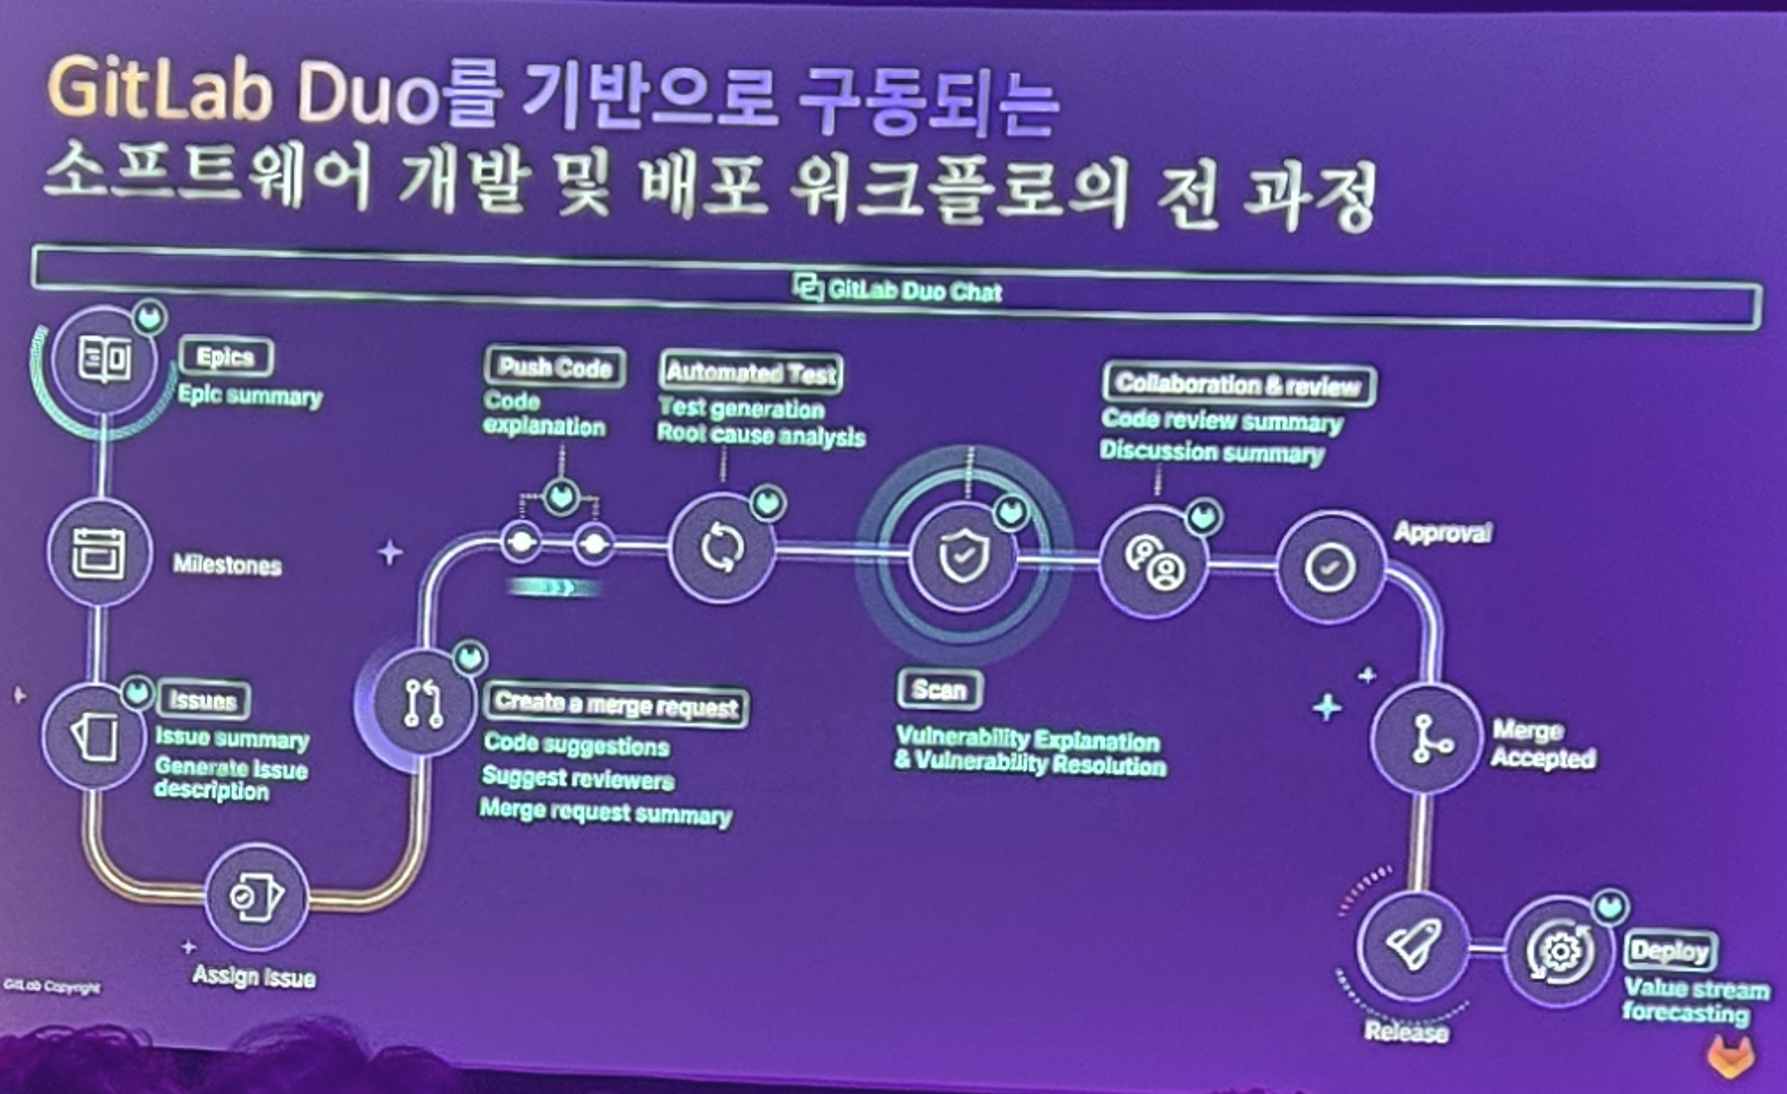 GitLab Duo를 기반으로 구동되는
소프트웨어 개발 및 배포 워크플로의 전 과정
GitLab Duo Chat
Epics
Epic summary
Milestones
Issues
Issue summary
Generate issue
description
Assign issue
Create a merge request
Code suggestions
Suggest reviewers
Merge request summary
Push Code
Code
explanation
Automated Test
Test generation
Root cause analysis
Scan
Vulnerability Explanation
& Vulnerability Resolution
Collaboration & review
Code review summary
Discussion summary
Approval
Merge
Accepted
Release
Deploy
Value stream
forecasting
GitLab Copyright